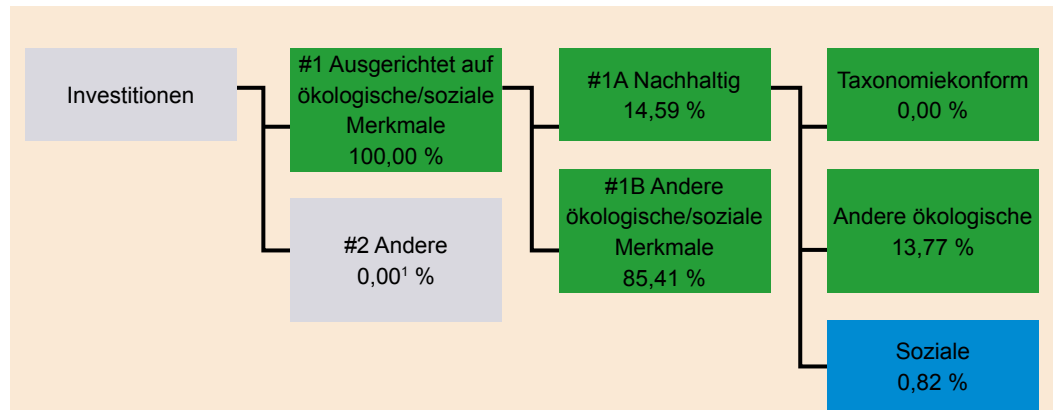 Investitionen
#1 Ausgerichtet auf
ökologische/soziale
Merkmale
100,00 %
#2 Andere
0,00¹ %
#1A Nachhaltig
14,59 %
#1B Andere
ökologische/soziale
Merkmale
85,41 %
Taxonomiekonform
0,00 %
Andere ökologische
13,77 %
Soziale
0,82 %